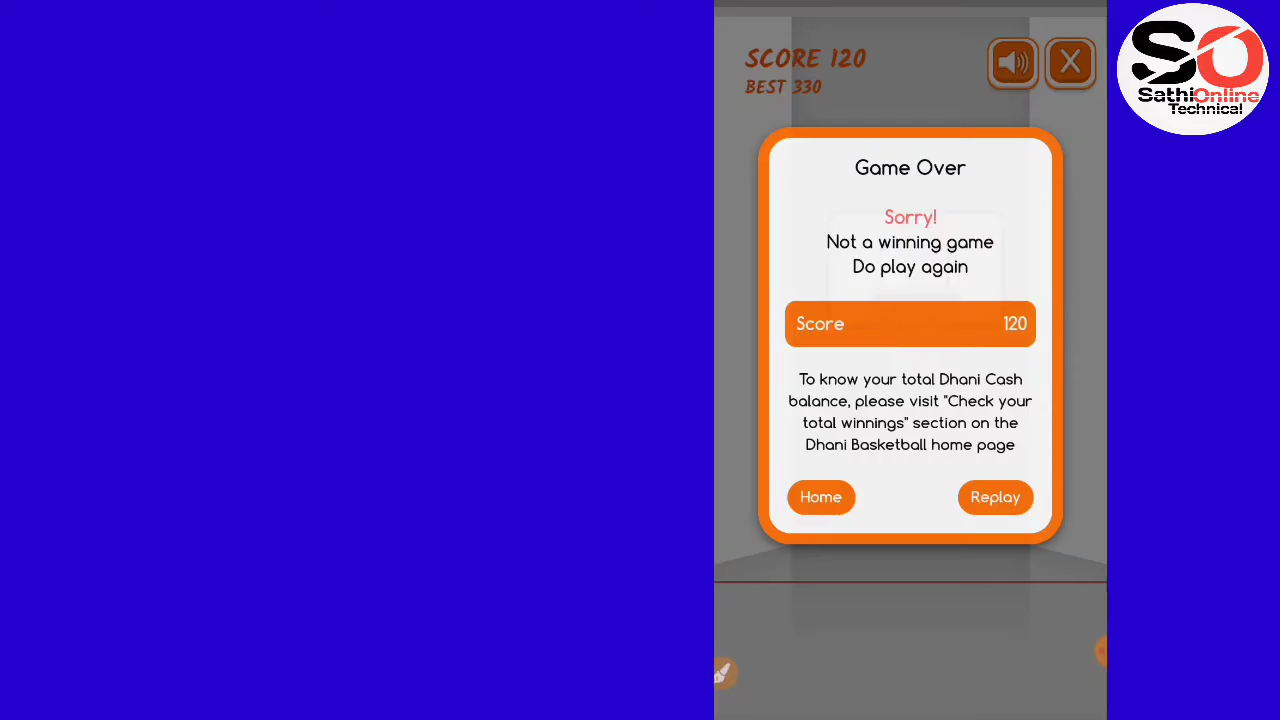 SCORE 120
BEST 330
SO
SathiOnline
Technical
Game Over
Sorry!
Not a winning game
Do play again
Score 120
To know your total Dhani Cash
balance, please visit "Check your
total winnings" section on the
Dhani Basketball home page
Home Replay